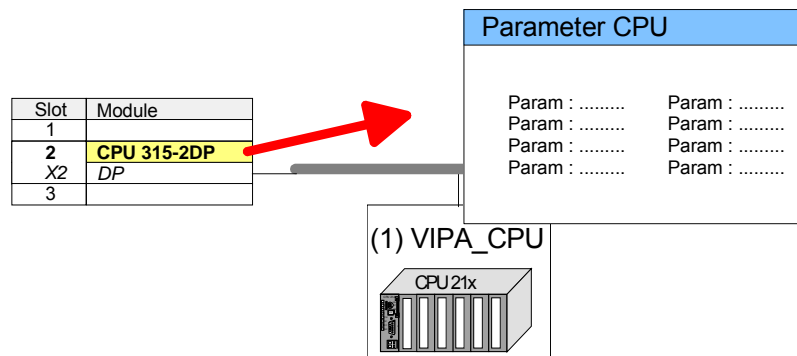 Parameter CPU
Param : ......... Param : .........
Param : ......... Param : .........
Param : ......... Param : .........
Param : ......... Param : .........
Slot Module
1
2 CPU 315-2DP
X2 DP
3
(1) VIPA_CPU
CPU 21x